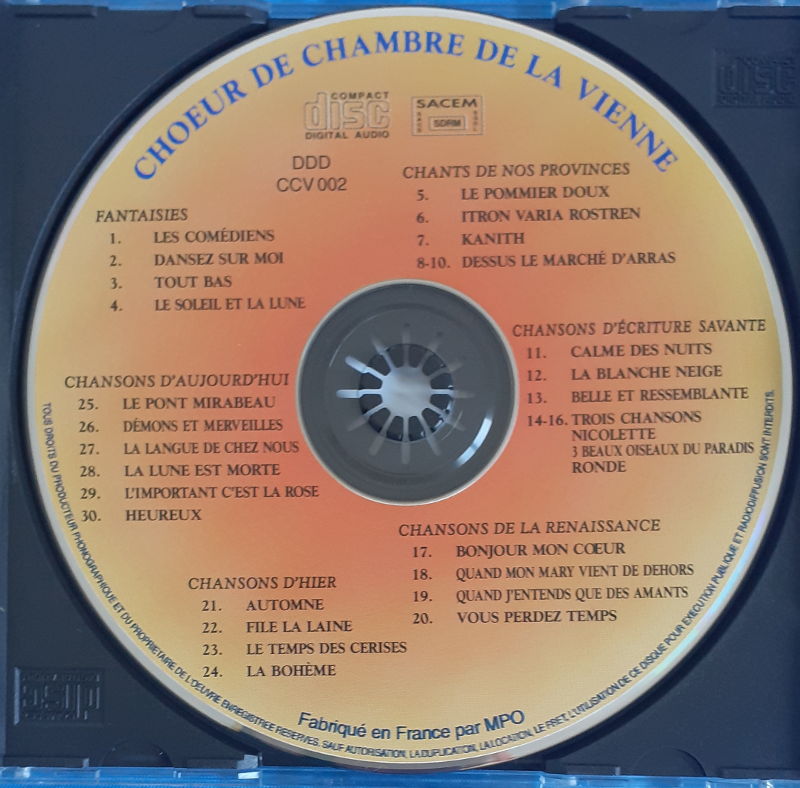 CHOEUR DE CHAMBRE DE LA VIENNE
COMPACT
disc
DIGITAL AUDIO
SACEM
SDRM
DDD
CCV 002
FANTAISIES
1. LES COMÉDIENS
2. DANSEZ SUR MOI
3. TOUT BAS
4. LE SOLEIL ET LA LUNE
CHANTS DE NOS PROVINCES
5. LE POMMIER DOUX
6. ITRON VARIA ROSTREN
7. KANITH
8-10. DESSUS LE MARCHÉ D'ARRAS
CHANSONS D'ÉCRITURE SAVANTE
11. CALME DES NUITS
12. LA BLANCHE NEIGE
13. BELLE ET RESSEMBLANTE
14-16. TROIS CHANSONS
NICOLETTE
3 BEAUX OISEAUX DU PARADIS
RONDE
CHANSONS DE LA RENAISSANCE
17. BONJOUR MON CŒUR
18. QUAND MON MARY VIENT DE DEHORS
19. QUAND J'ENTENDS QUE DES AMANTS
20. VOUS PERDEZ TEMPS
CHANSONS D'HIER
21. AUTOMNE
22. FILE LA LAINE
23. LE TEMPS DES CERISES
24. LA BOHÈME
CHANSONS D'AUJOURD'HUI
25. LE PONT MIRABEAU
26. DÉMONS ET MERVEILLES
27. LA LANGUE DE CHEZ NOUS
28. LA LUNE EST MORTE
29. L'IMPORTANT C'EST LA ROSE
30. HEUREUX
Fabriqué en France par MPO
TOUS DROITS DU PRODUCTEUR PHONOGRAPHIQUE ET DU PROPRIETAIRE DE L'OEUVRE ENREGISTREE RESERVES. SAUF AUTORISATION, LA DUPLICATION, LA LOCATION, LE PRET, L'UTILISATION DE CE DISQUE POUR EXECUTION PUBLIQUE ET RADIODIFFUSION SONT INTERDITS.